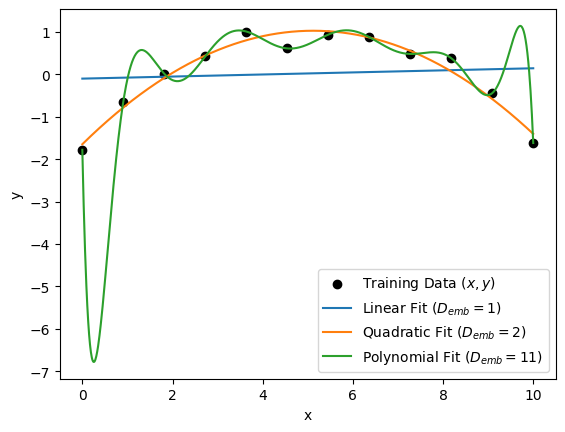 1
0
−1
−2
−3
−4
−5
−6
−7
y
0
2
4
6
8
10
x
Training Data (x, y)
Linear Fit (D_emb = 1)
Quadratic Fit (D_emb = 2)
Polynomial Fit (D_emb = 11)